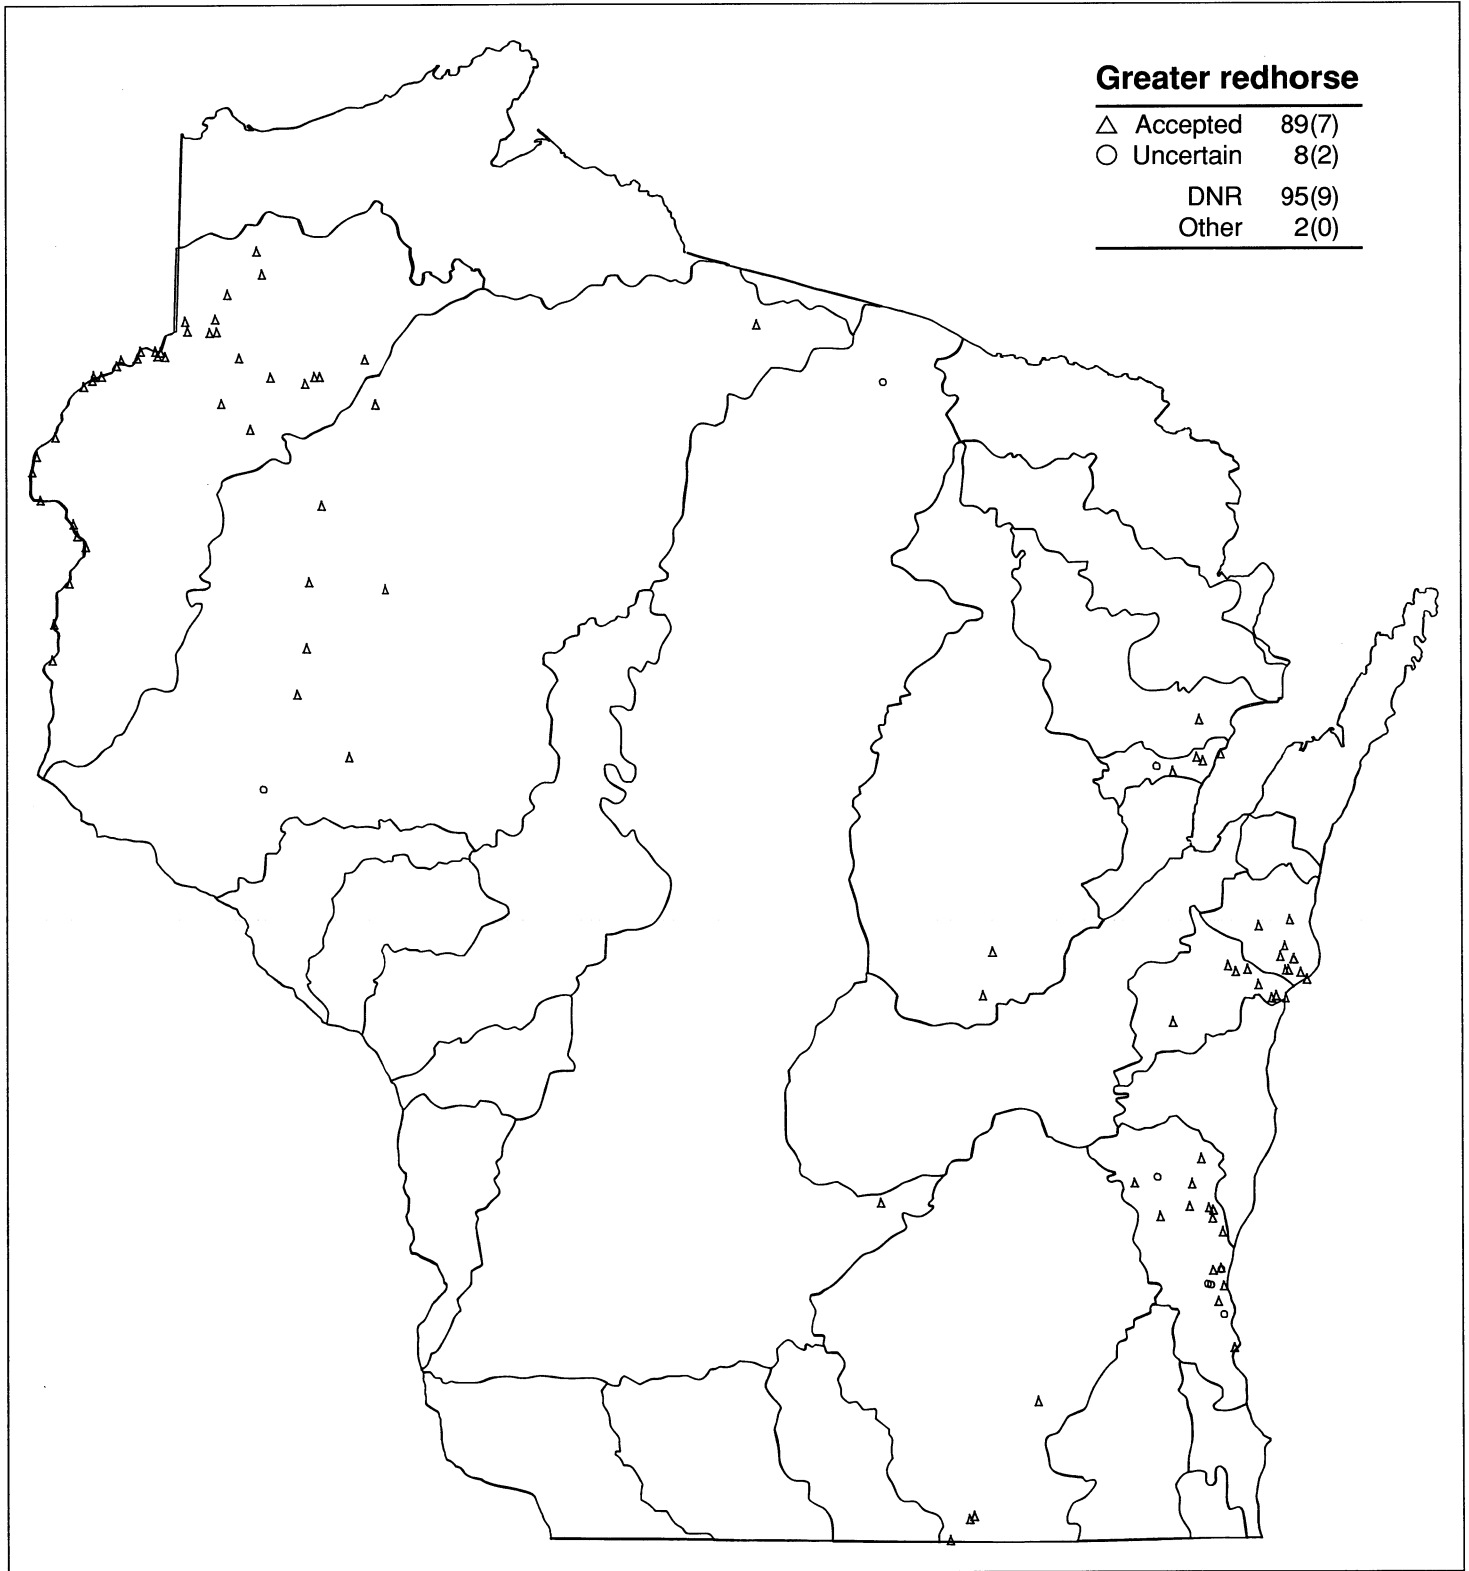 Greater redhorse
△ Accepted 89(7)
○ Uncertain 8(2)
DNR 95(9)
Other 2(0)